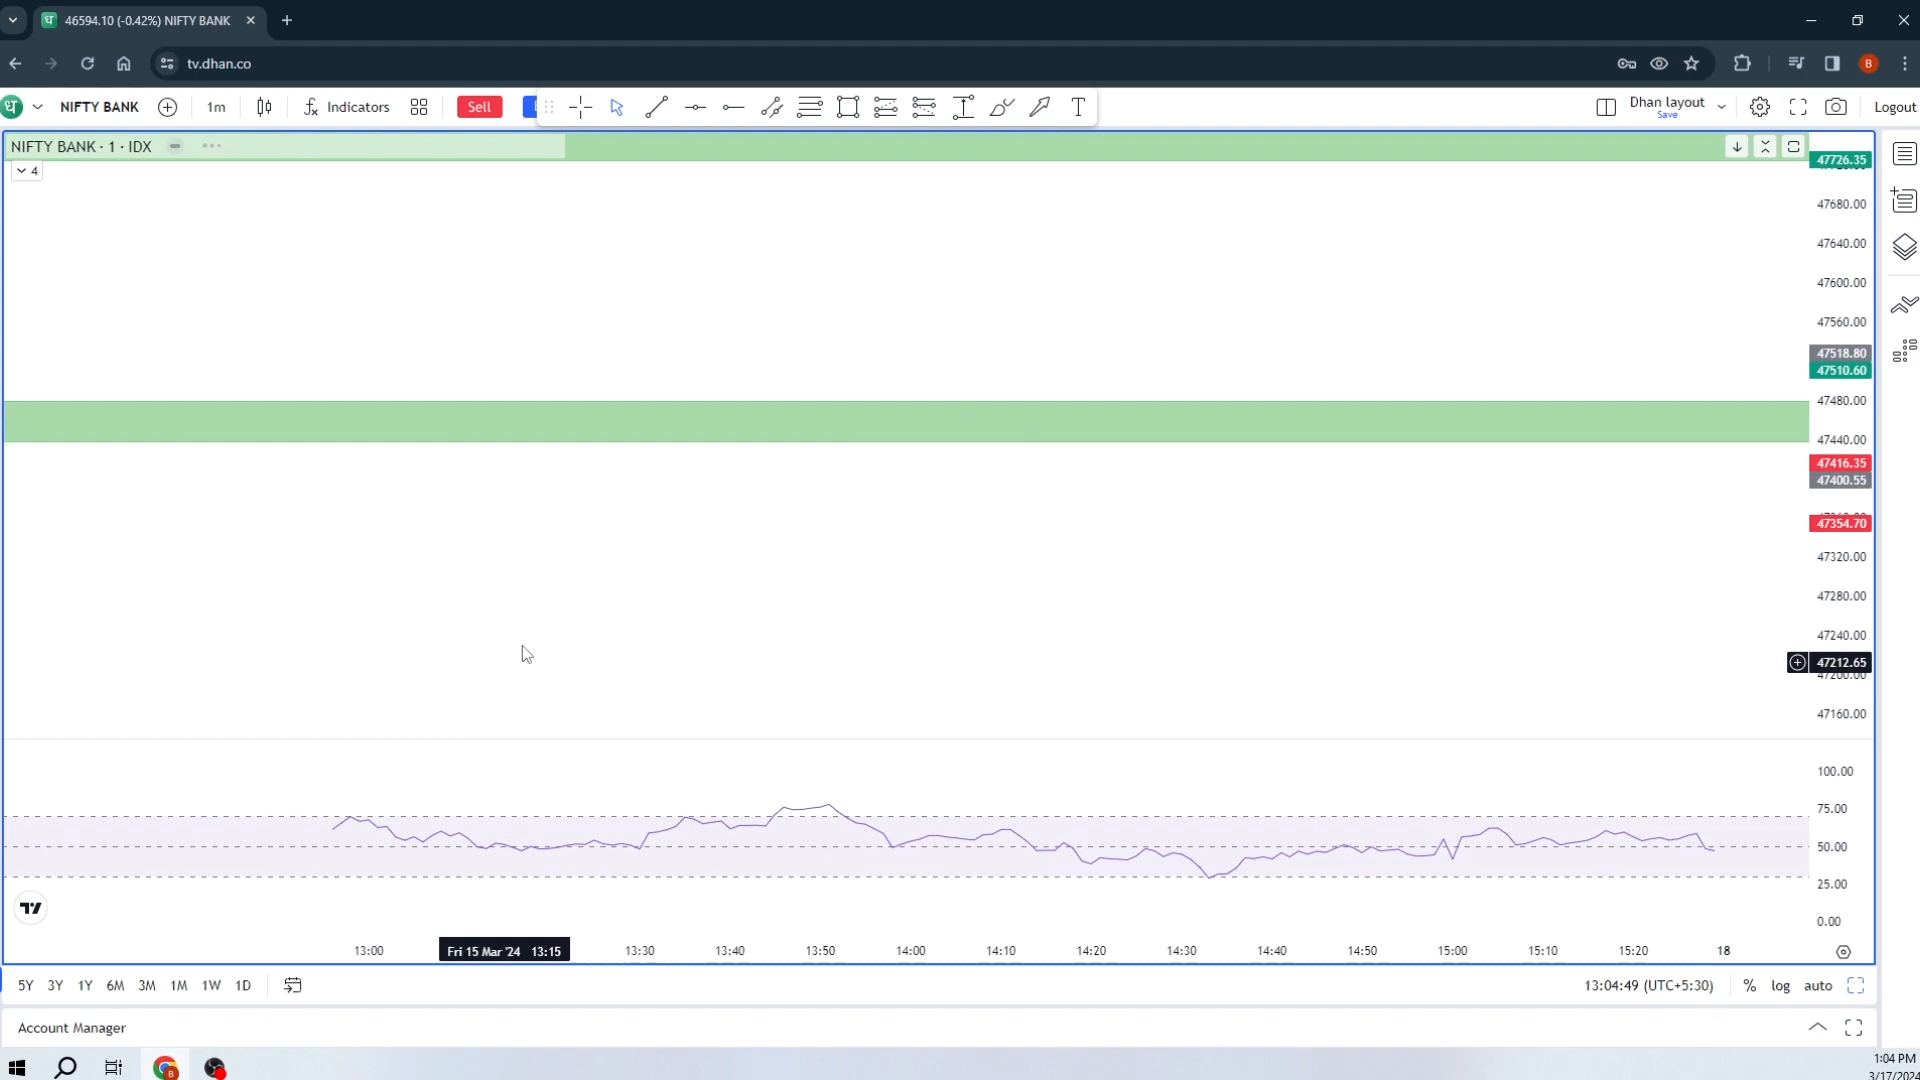 46594.10 (-0.42%) NIFTY BANK
tv.dhan.co
B
NIFTY BANK
1m
Indicators
Sell
Dhan layout
Save
Logout
NIFTY BANK · 1 · IDX
4
47726.35
47680.00
47640.00
47600.00
47560.00
47518.80
47510.60
47480.00
47440.00
47416.35
47400.55
47354.70
47320.00
47280.00
47240.00
47212.65
47200.00
47160.00
100.00
75.00
50.00
25.00
0.00
13:00
Fri 15 Mar '24 13:15
13:30
13:40
13:50
14:00
14:10
14:20
14:30
14:40
14:50
15:00
15:10
15:20
18
5Y 3Y 1Y 6M 3M 1M 1W 1D
13:04:49 (UTC+5:30)
% log auto
Account Manager
1:04 PM
3/17/2024